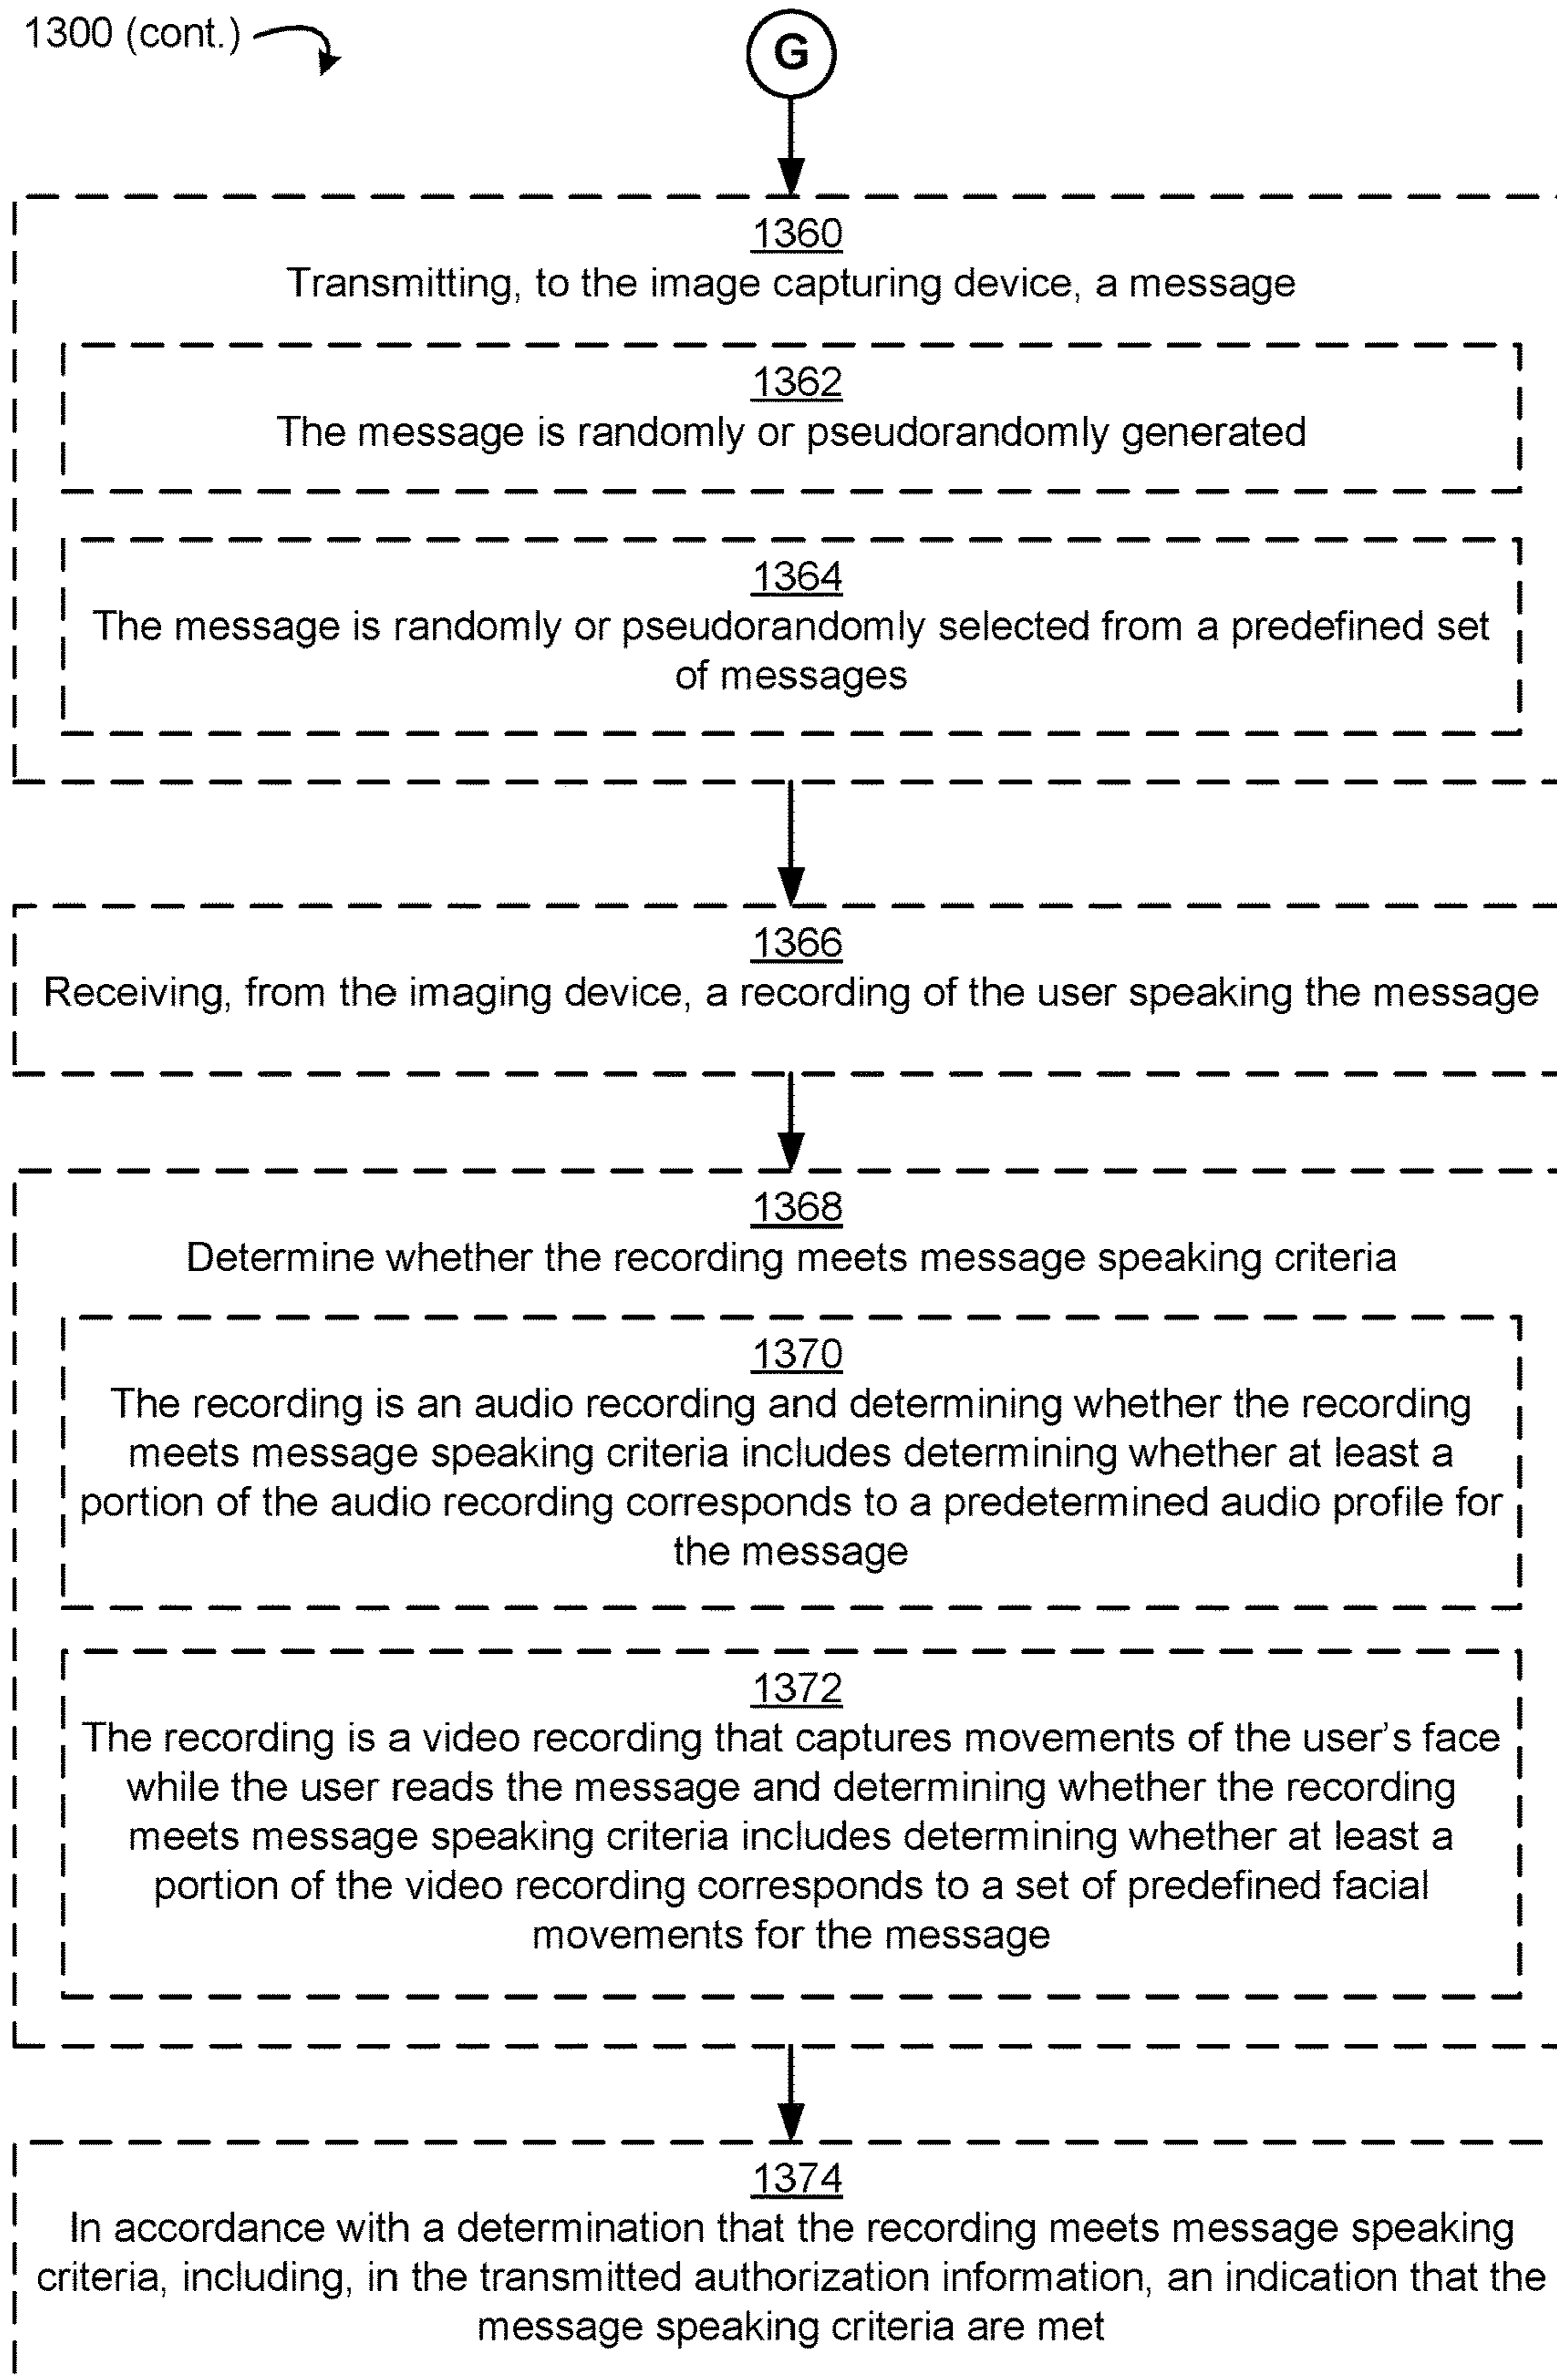 1300 (cont.)
G
1360
Transmitting, to the image capturing device, a message
1362
The message is randomly or pseudorandomly generated
1364
The message is randomly or pseudorandomly selected from a predefined set
of messages
1366
Receiving, from the imaging device, a recording of the user speaking the message
1368
Determine whether the recording meets message speaking criteria
1370
The recording is an audio recording and determining whether the recording
meets message speaking criteria includes determining whether at least a
portion of the audio recording corresponds to a predetermined audio profile for
the message
1372
The recording is a video recording that captures movements of the user's face
while the user reads the message and determining whether the recording
meets message speaking criteria includes determining whether at least a
portion of the video recording corresponds to a set of predefined facial
movements for the message
1374
In accordance with a determination that the recording meets message speaking
criteria, including, in the transmitted authorization information, an indication that the
message speaking criteria are met